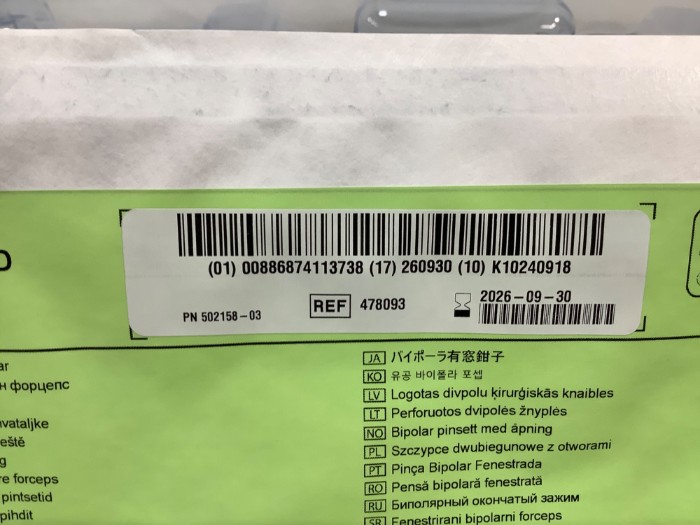 (01) 00886874113738 (17) 260930 (10) K10240918
PN 502158-03
REF 478093
2026-09-30
ar
н форцепс
vataljke
eště
g
re forceps
pintsetid
pihdit
JA バイポーラ有窓鉗子
KO 유공 바이폴라 포셉
LV Logotas divpolu ķirurģiskās knaibles
LT Perforuotos dvipolės žnyplės
NO Bipolar pinsett med åpning
PL Szczypce dwubiegunowe z otworami
PT Pinça Bipolar Fenestrada
RO Pensă bipolară fenestrată
RU Биполярный окончатый зажим
SR Fenestrirani bipolarni forceps